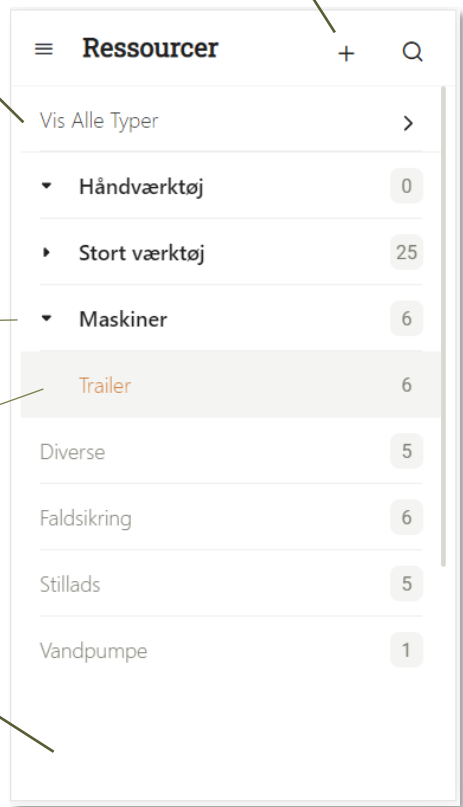 Ressourcer
Vis Alle Typer
Håndværktøj 0
Stort værktøj 25
Maskiner 6
Trailer 6
Diverse 5
Faldsikring 6
Stillads 5
Vandpumpe 1